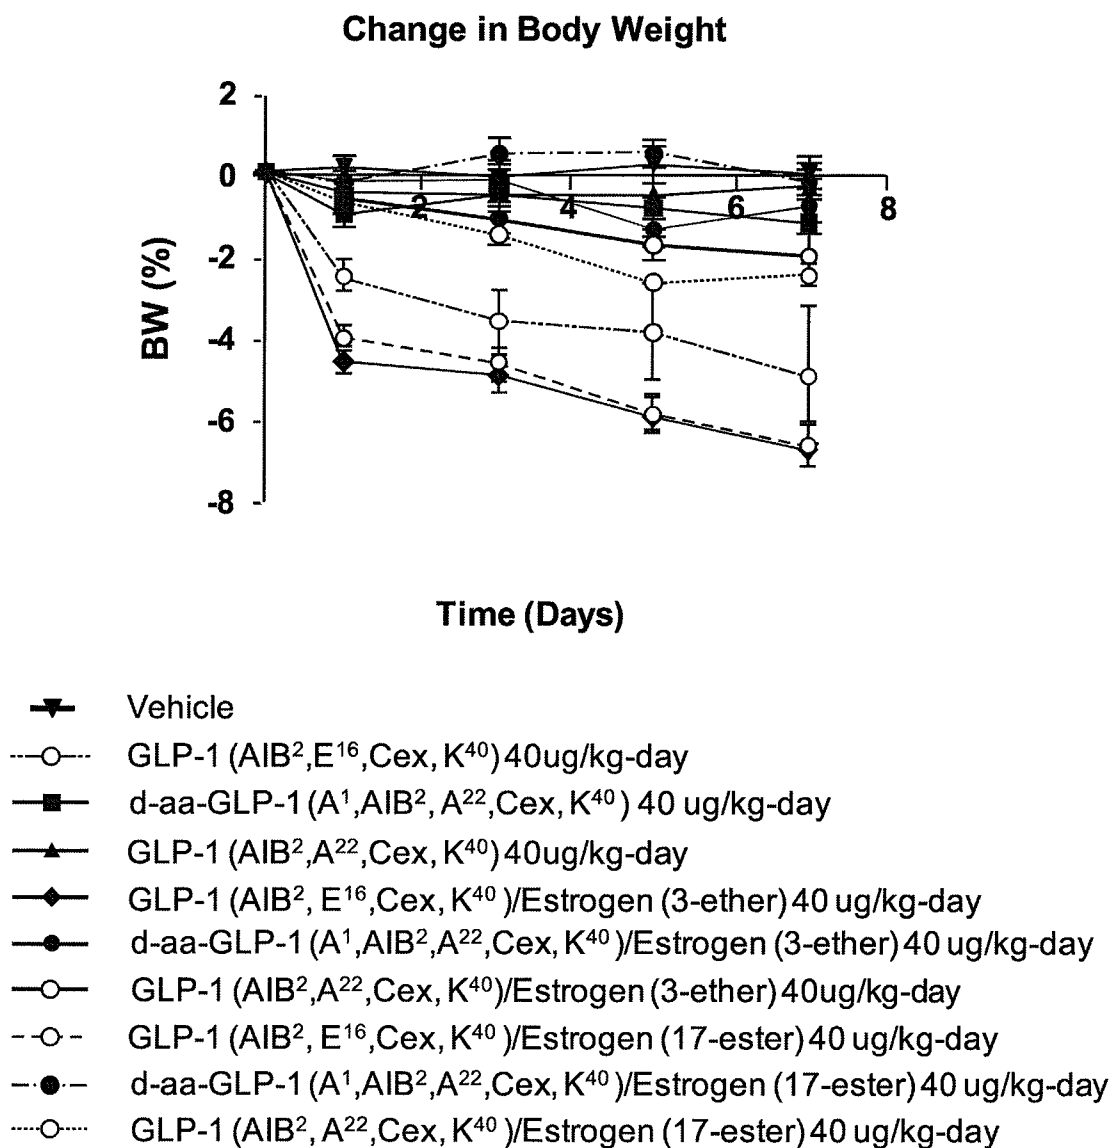 Change in Body Weight
2
0
2
4
6
8
-2
-4
-6
-8
BW (%)
Time (Days)
Vehicle
GLP-1 (AIB²,E¹⁶,Cex, K⁴⁰) 40ug/kg-day
d-aa-GLP-1 (A¹,AIB², A²²,Cex, K⁴⁰) 40 ug/kg-day
GLP-1 (AIB²,A²²,Cex, K⁴⁰) 40ug/kg-day
GLP-1 (AIB², E¹⁶,Cex, K⁴⁰ )/Estrogen (3-ether) 40 ug/kg-day
d-aa-GLP-1 (A¹,AIB²,A²²,Cex, K⁴⁰)/Estrogen (3-ether) 40 ug/kg-day
GLP-1 (AIB²,A²²,Cex, K⁴⁰)/Estrogen (3-ether) 40ug/kg-day
GLP-1 (AIB², E¹⁶,Cex, K⁴⁰ )/Estrogen (17-ester) 40 ug/kg-day
d-aa-GLP-1 (A¹,AIB²,A²²,Cex, K⁴⁰)/Estrogen (17-ester) 40 ug/kg-day
GLP-1 (AIB², A²²,Cex, K⁴⁰)/Estrogen (17-ester) 40 ug/kg-day